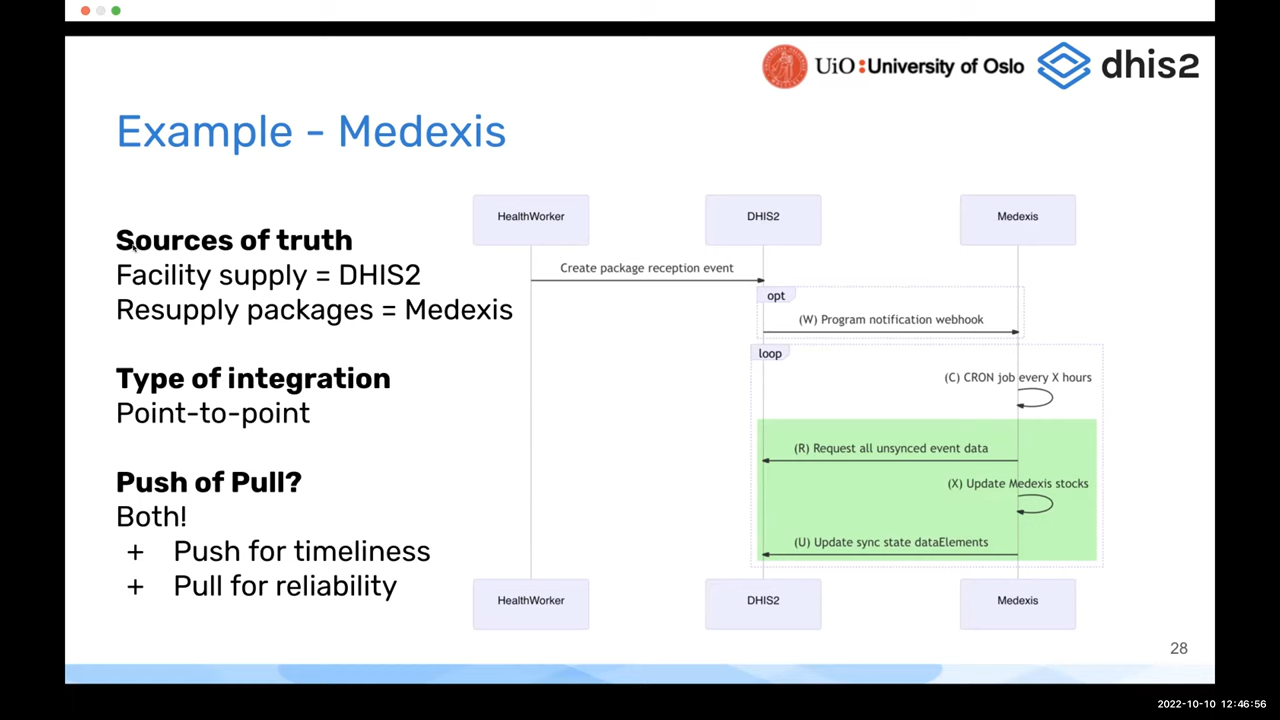 UiO:University of Oslo
dhis2
Example - Medexis
Sources of truth
Facility supply = DHIS2
Resupply packages = Medexis
Type of integration
Point-to-point
Push of Pull?
Both!
+ Push for timeliness
+ Pull for reliability
HealthWorker
DHIS2
Medexis
Create package reception event
opt
(W) Program notification webhook
loop
(C) CRON job every X hours
(R) Request all unsynced event data
(X) Update Medexis stocks
(U) Update sync state dataElements
HealthWorker
DHIS2
Medexis
28
2022-10-10 12:46:56